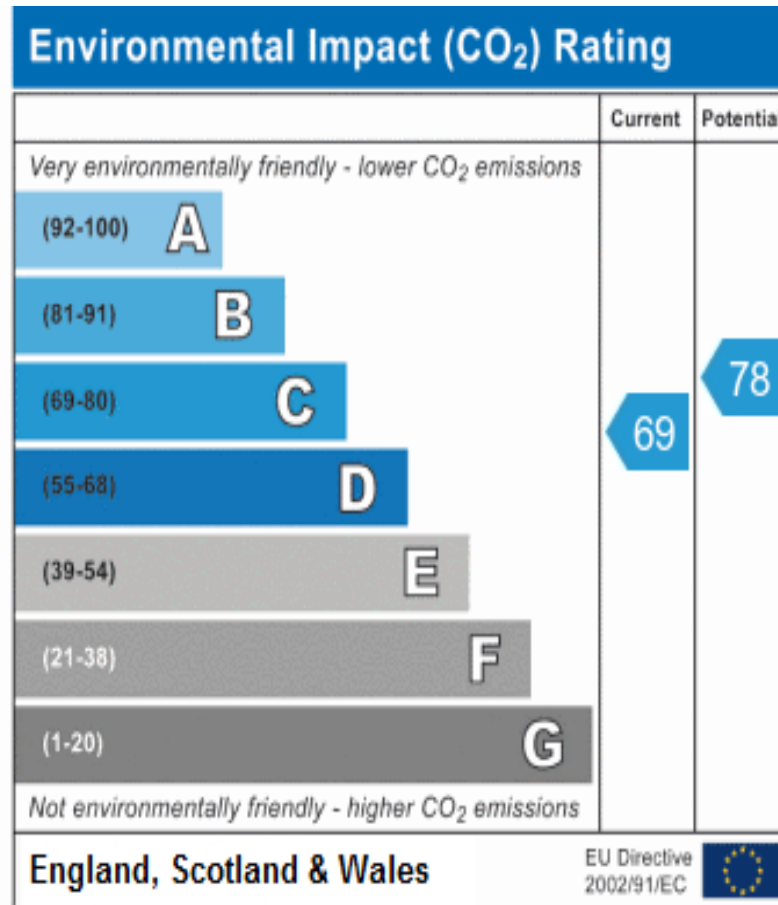 Environmental Impact (CO₂) Rating
Current Potentia
Very environmentally friendly - lower CO₂ emissions
(92-100) A
(81-91) B
(69-80) C
(55-68) D
(39-54) E
(21-38) F
(1-20) G
78
69
Not environmentally friendly - higher CO₂ emissions
England, Scotland & Wales
EU Directive
2002/91/EC